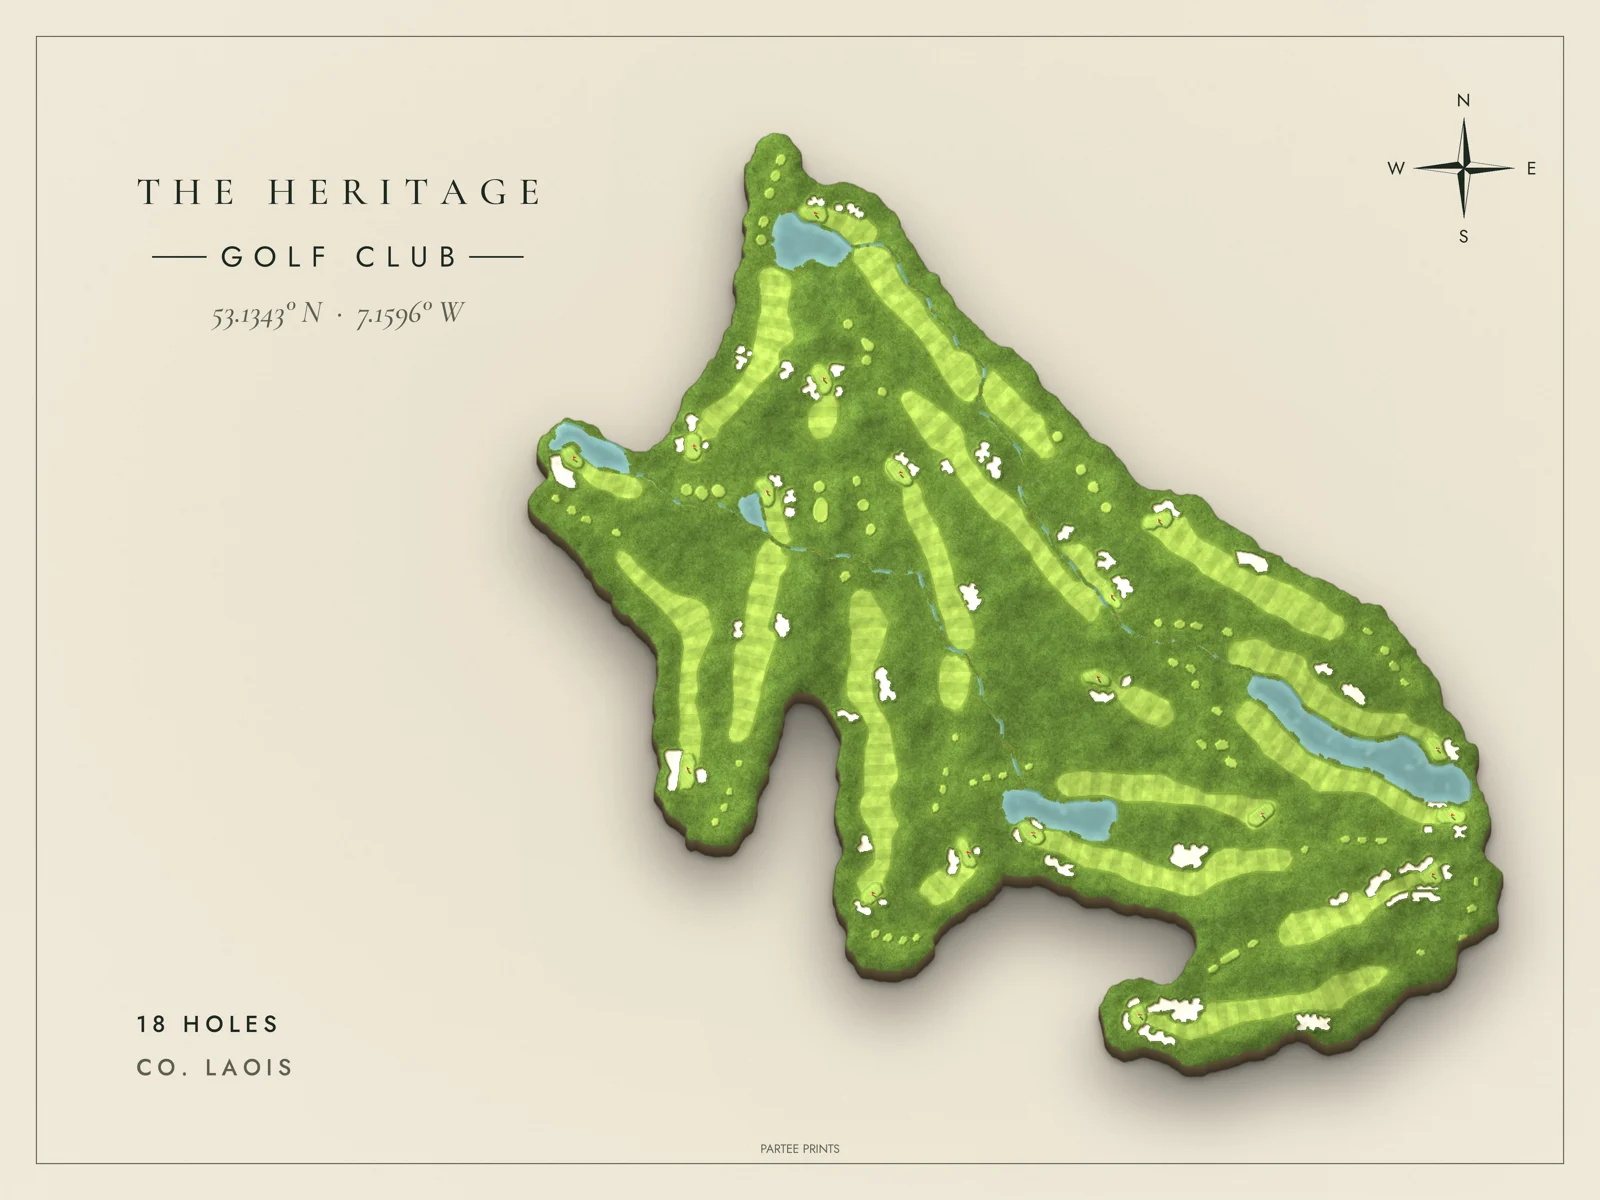 THE HERITAGE
GOLF CLUB
53.1343° N · 7.1596° W
N
W E
S
18 HOLES
CO. LAOIS
PARTEE PRINTS